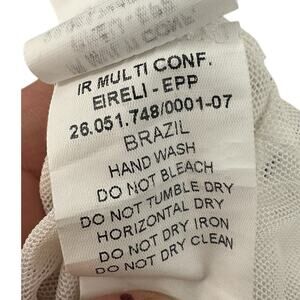 IR MULTI CONF.
EIRELI - EPP
26.051.748/0001-07
BRAZIL
HAND WASH
DO NOT BLEACH
DO NOT TUMBLE DRY
HORIZONTAL DRY
DO NOT DRY IRON
DO NOT DRY CLEAN